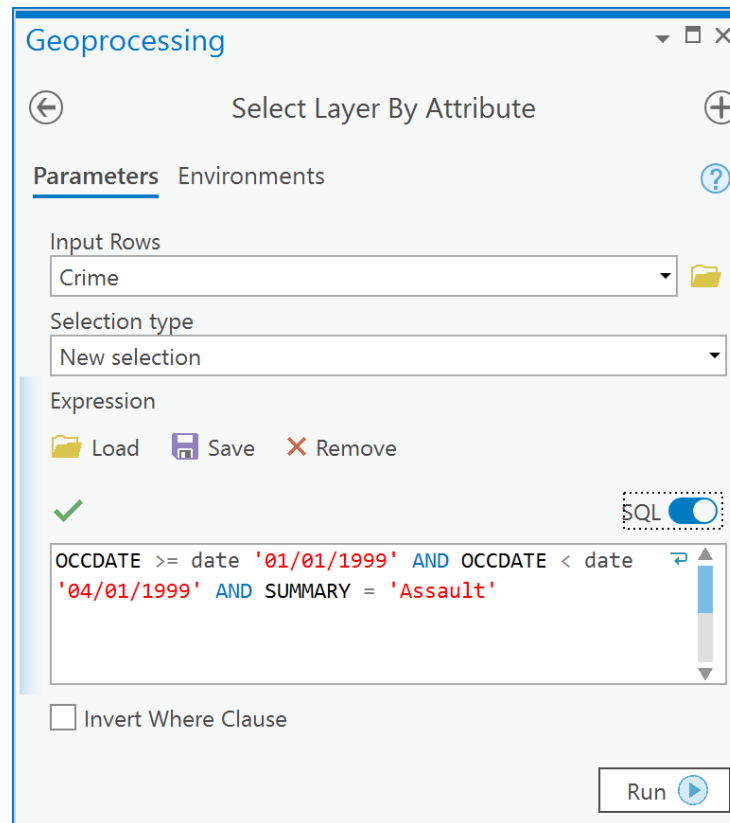 Geoprocessing
Select Layer By Attribute
Parameters Environments
Input Rows
Crime
Selection type
New selection
Expression
Load Save Remove
SQL
OCCDATE >= date '01/01/1999' AND OCCDATE < date
'04/01/1999' AND SUMMARY = 'Assault'
Invert Where Clause
Run